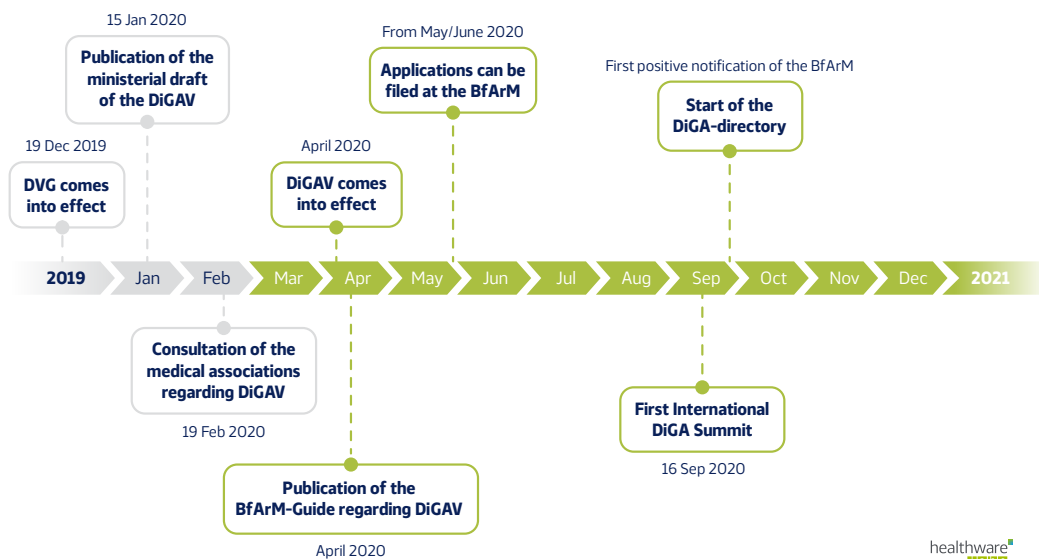 15 Jan 2020
Publication of the
ministerial draft
of the DiGAV
From May/June 2020
Applications can be
filed at the BfArM
First positive notification of the BfArM
Start of the
DiGA-directory
19 Dec 2019
DVG comes
into effect
April 2020
DiGAV comes
into effect
2019 Jan Feb Mar Apr May Jun Jul Aug Sep Oct Nov Dec 2021
Consultation of the
medical associations
regarding DiGAV
19 Feb 2020
First International
DiGA Summit
16 Sep 2020
Publication of the
BfArM-Guide regarding DiGAV
April 2020
healthware